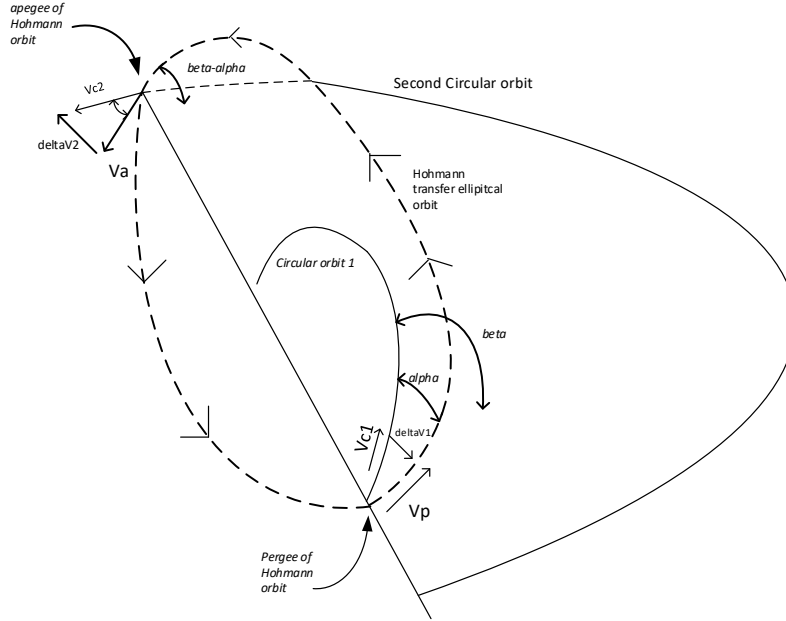 apegee of
Hohmann
orbit
beta-alpha
Second Circular orbit
Vc2
deltaV2
Va
Hohmann
transfer ellipitcal
orbit
Circular orbit 1
beta
alpha
Vc1
deltaV1
Vp
Pergee of
Hohmann
orbit